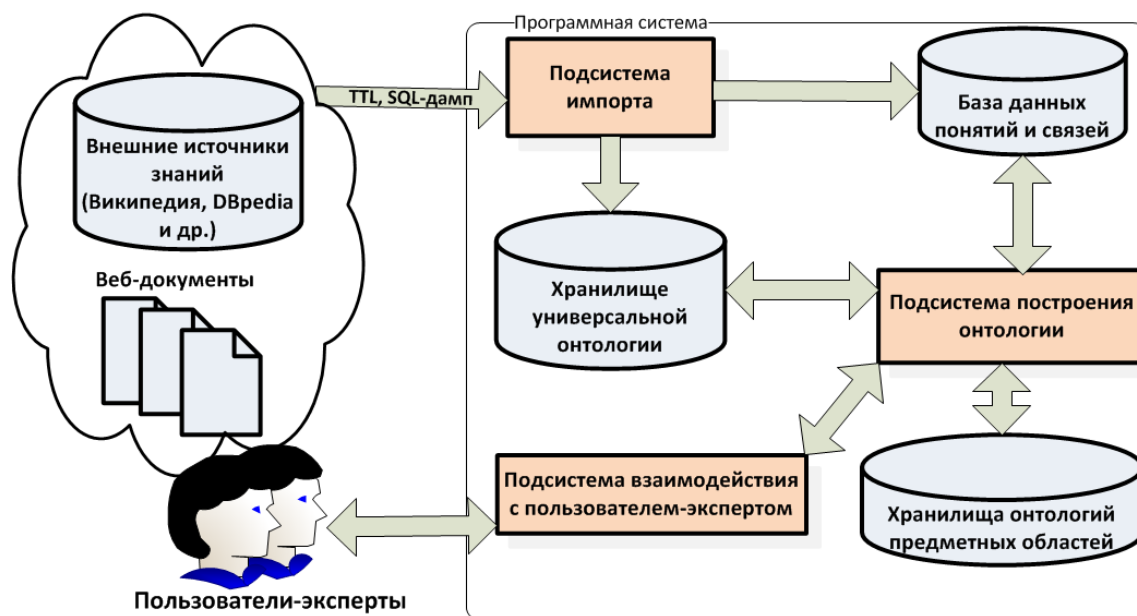 Программная система
Подсистема
импорта
База данных
понятий и связей
TTL, SQL-дамп
Внешние источники
знаний
(Википедия, DBpedia
и др.)
Веб-документы
Хранилище
универсальной
онтологии
Подсистема построения
онтологии
Подсистема взаимодействия
с пользователем-экспертом
Хранилища онтологий
предметных областей
Пользователи-эксперты